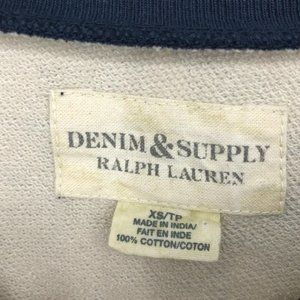 DENIM & SUPPLY
RALPH LAUREN
XS/TP
MADE IN INDIA/
FAIT EN INDE
100% COTTON/COTON